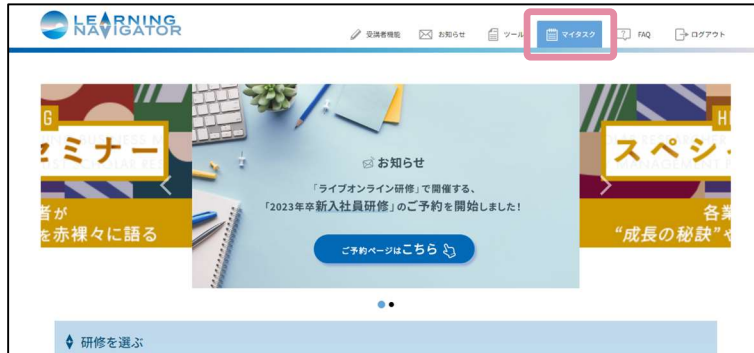 LEARNING
NAVIGATOR
受講者機能
お知らせ
ツール
マイタスク
FAQ
ログアウト
G
セミナー
者が
を赤裸々に語る
お知らせ
「ライブオンライン研修」で開催する、
「2023年卒新入社員研修」のご予約を開始しました!
ご予約ページはこちら
スペシ
各業
“成長の秘訣”や
研修を選ぶ